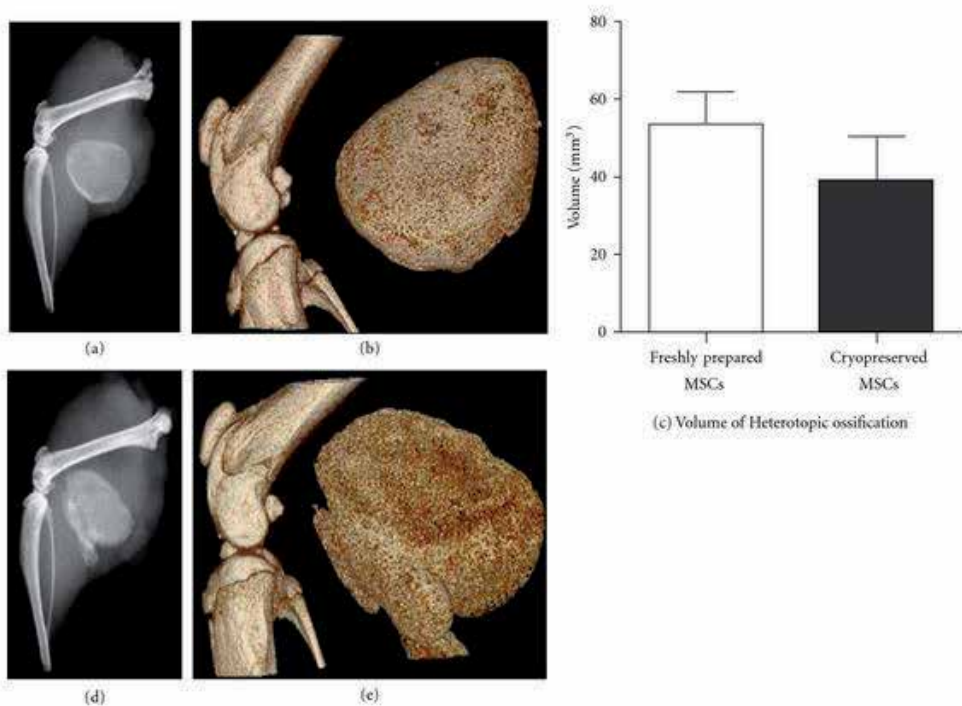 (a)
(b)
80
60
40
20
0
Volume (mm³)
Freshly prepared
MSCs
Cryopreserved
MSCs
(c) Volume of Heterotopic ossification
(d)
(e)